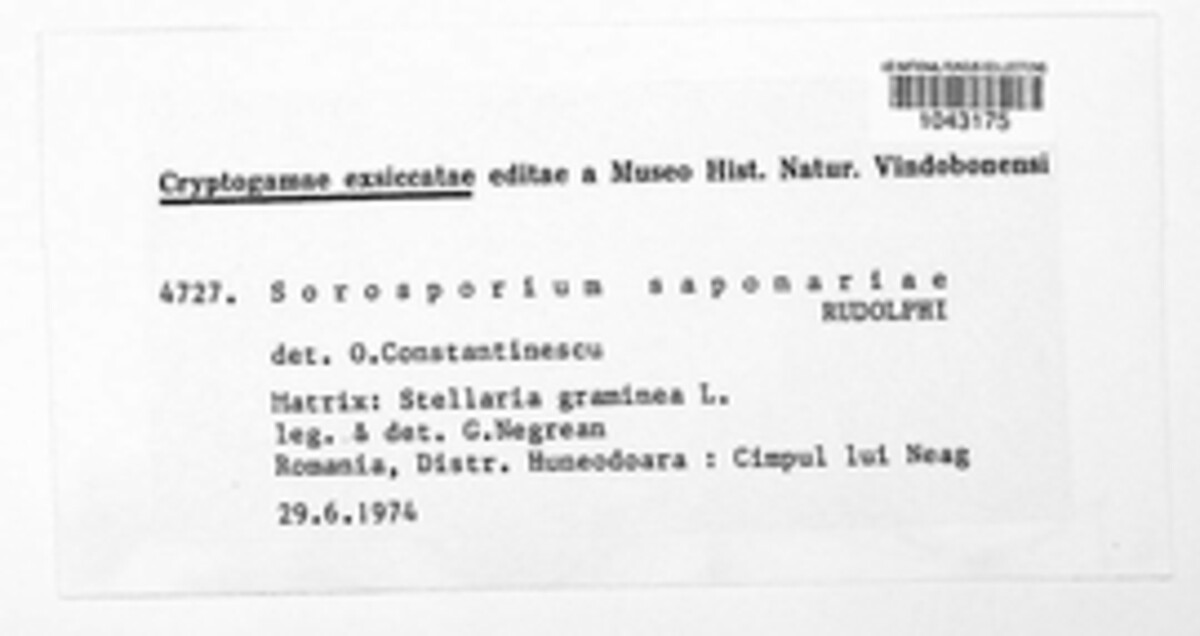 1043175
Cryptogamae exsiccatae editae a Museo Hist. Natur. Vindobonensi
4727. Sorosporium saponariae
RUDOLPHI
det. O.Constantinescu
Matrix: Stellaria graminea L.
leg. & det. G.Negrean
Romania, Distr. Huneodoara : Cimpul lui Neag
29.6.1974